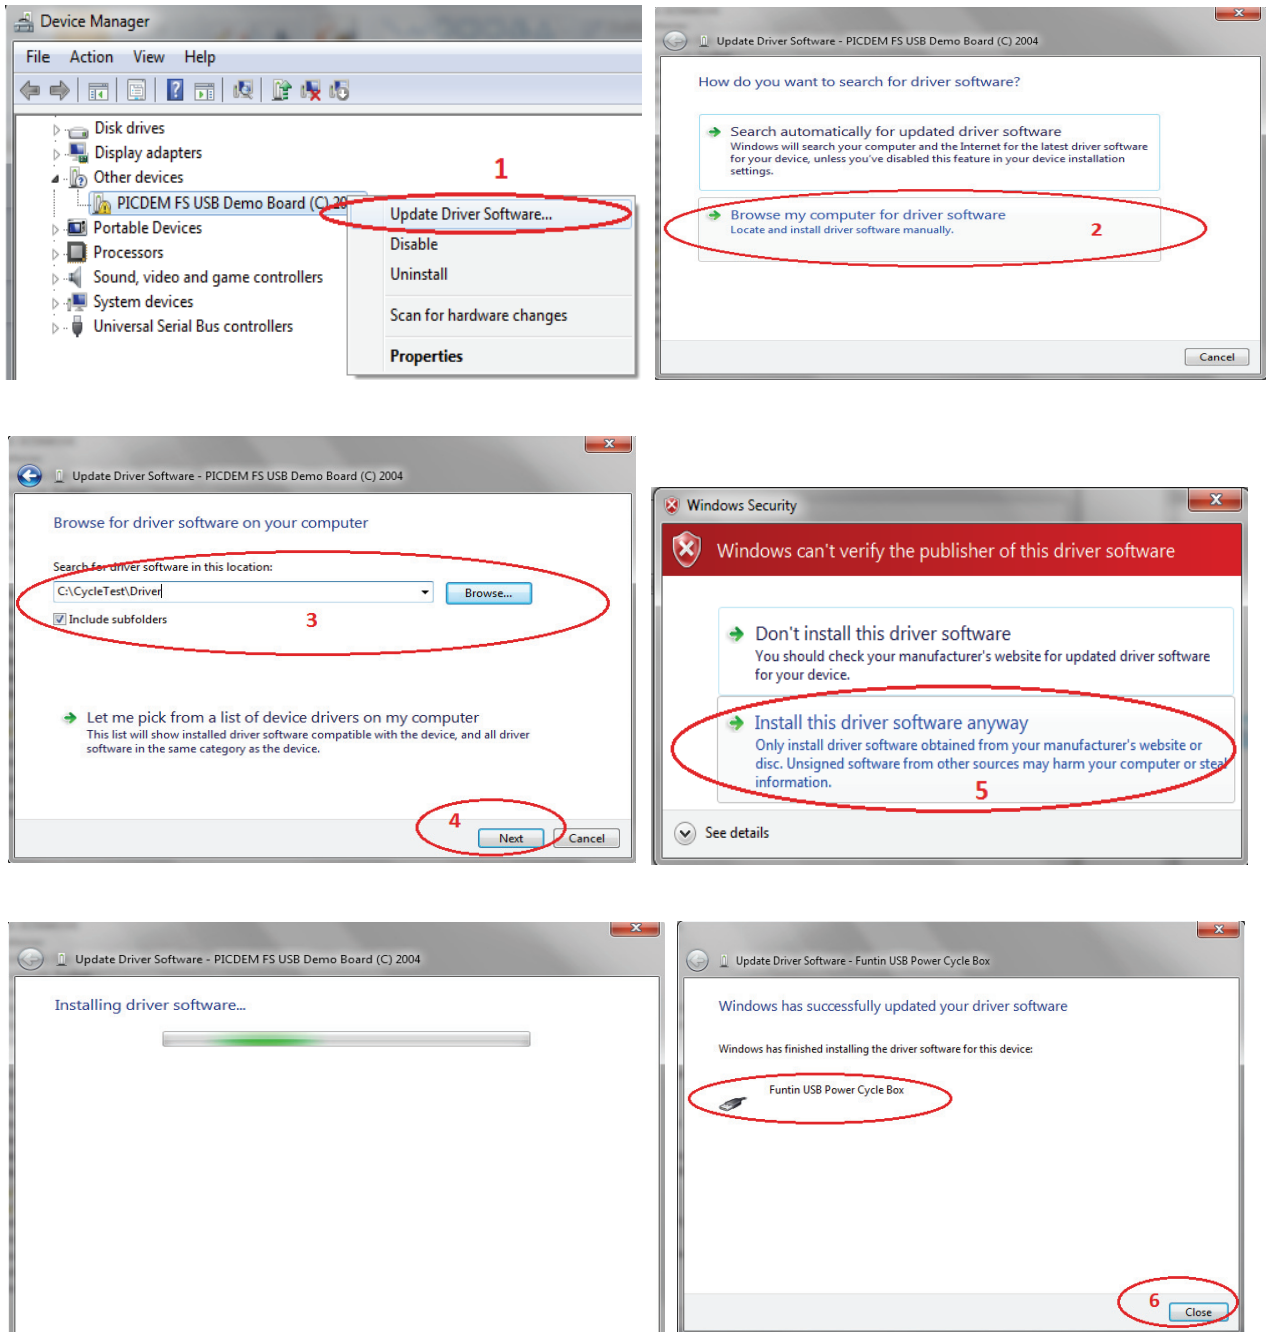 Device Manager
File Action View Help
Disk drives
Display adapters
Other devices
PICDEM FS USB Demo Board (C) 20
Portable Devices
Processors
Sound, video and game controllers
System devices
Universal Serial Bus controllers
1
Update Driver Software...
Disable
Uninstall
Scan for hardware changes
Properties
Update Driver Software - PICDEM FS USB Demo Board (C) 2004
How do you want to search for driver software?
Search automatically for updated driver software
Windows will search your computer and the Internet for the latest driver software
for your device, unless you've disabled this feature in your device installation
settings.
Browse my computer for driver software
Locate and install driver software manually.
2
Cancel
Update Driver Software - PICDEM FS USB Demo Board (C) 2004
Browse for driver software on your computer
Search for driver software in this location:
C:\CycleTest\Driver
Browse...
Include subfolders
3
Let me pick from a list of device drivers on my computer
This list will show installed driver software compatible with the device, and all driver
software in the same category as the device.
4
Next Cancel
Windows Security
Windows can't verify the publisher of this driver software
Don't install this driver software
You should check your manufacturer's website for updated driver software
for your device.
Install this driver software anyway
Only install driver software obtained from your manufacturer's website or
disc. Unsigned software from other sources may harm your computer or steal
information.
5
See details
Update Driver Software - PICDEM FS USB Demo Board (C) 2004
Installing driver software...
Update Driver Software - Funtin USB Power Cycle Box
Windows has successfully updated your driver software
Windows has finished installing the driver software for this device:
Funtin USB Power Cycle Box
6
Close